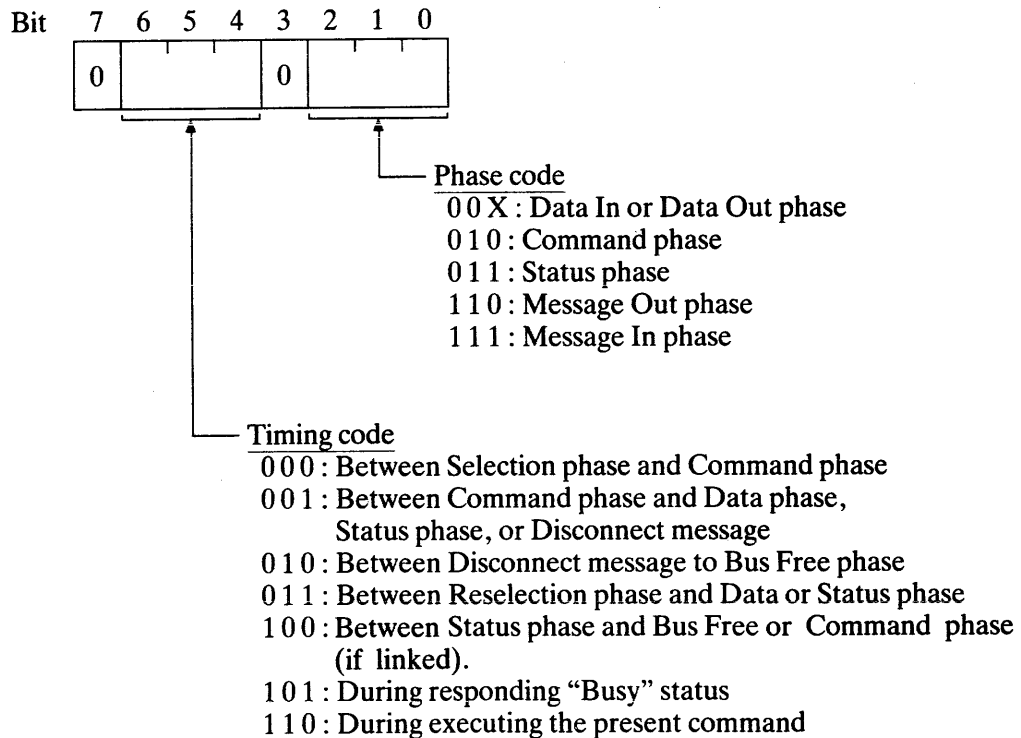 Bit 7 6 5 4 3 2 1 0
0 0
Phase code
0 0 X : Data In or Data Out phase
0 1 0 : Command phase
0 1 1 : Status phase
1 1 0 : Message Out phase
1 1 1 : Message In phase
Timing code
0 0 0 : Between Selection phase and Command phase
0 0 1 : Between Command phase and Data phase,
Status phase, or Disconnect message
0 1 0 : Between Disconnect message to Bus Free phase
0 1 1 : Between Reselection phase and Data or Status phase
1 0 0 : Between Status phase and Bus Free or Command phase
(if linked).
1 0 1 : During responding “Busy” status
1 1 0 : During executing the present command